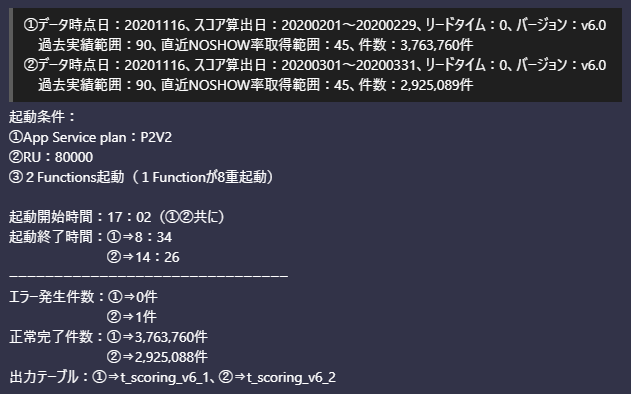 ①データ時点日：20201116、スコア算出日：20200201～20200229、リードタイム：0、バージョン：v6.0
過去実績範囲：90、直近NOSHOW率取得範囲：45、件数：3,763,760件
②データ時点日：20201116、スコア算出日：20200301～20200331、リードタイム：0、バージョン：v6.0
過去実績範囲：90、直近NOSHOW率取得範囲：45、件数：2,925,089件
起動条件：
①App Service plan：P2V2
②RU：80000
③２Functions起動（１Functionが8重起動）
起動開始時間：17：02（①②共に）
起動終了時間：①⇒8：34
②⇒14：26
-----------------------------------
エラー発生件数：①⇒0件
②⇒1件
正常完了件数：①⇒3,763,760件
②⇒2,925,088件
出力テーブル：①⇒t_scoring_v6_1、②⇒t_scoring_v6_2